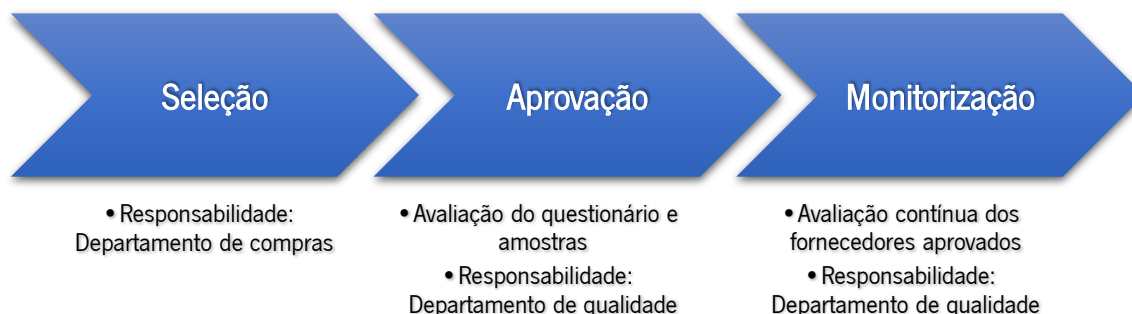 Seleção
Aprovação
Monitorização
• Responsabilidade:
Departamento de compras
• Avaliação do questionário e
amostras
• Responsabilidade:
Departamento de qualidade
• Avaliação contínua dos
fornecedores aprovados
• Responsabilidade:
Departamento de qualidade